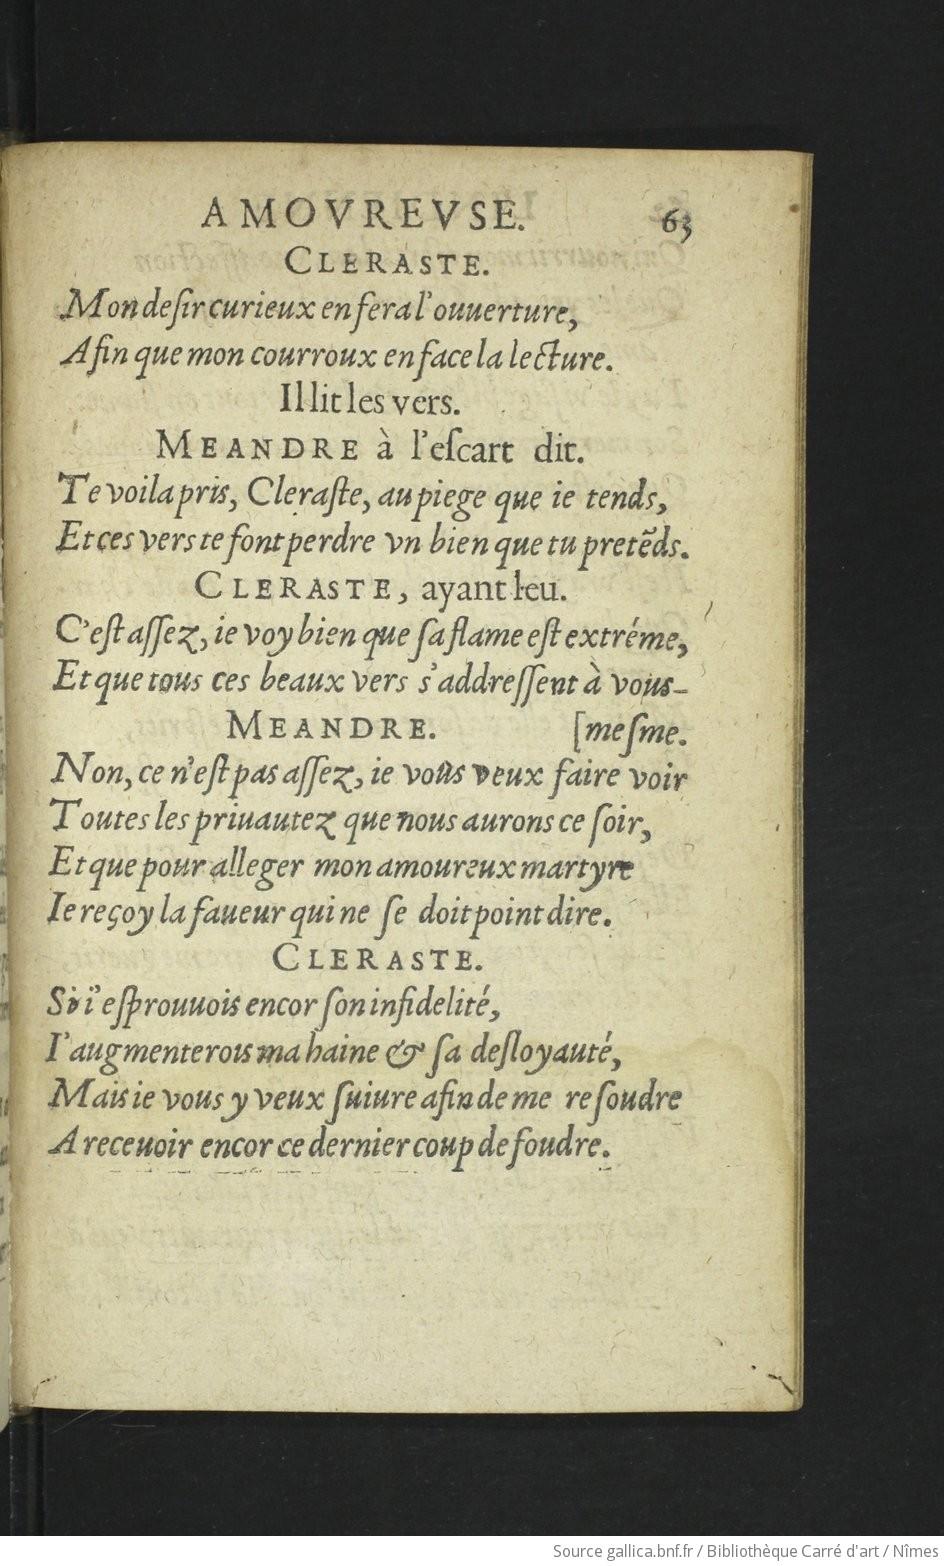 AMOVREVSE. 63
CLERASTE.
Mon deſir curieux en fera l'ouuerture,
Afin que mon courroux en face la lecture.
Il lit les vers.
MEANDRE à l'eſcart dit.
Te voila pris, Cleraſte, au piege que ie tends,
Et ces vers te font perdre vn bien que tu pretẽds.
CLERASTE, ayant leu.
C'eſt aſſez, ie voy bien que ſa flame eſt extréme,
Et que tous ces beaux vers s'addreſſent à vous-
MEANDRE. [meſme.
Non, ce n'eſt pas aſſez, ie vous veux faire voir
Toutes les priuautez que nous aurons ce ſoir,
Et que pour alleger mon amoureux martyre
Ie reçoy la faueur qui ne ſe doit point dire.
CLERASTE.
Si i'eſprouuois encor ſon infidelité,
I'augmenterois ma haine & ſa deſloyauté,
Mais ie vous y veux ſuiure afin de me reſoudre
A receuoir encor ce dernier coup de foudre.
Source gallica.bnf.fr / Bibliothèque Carré d'art / Nîmes